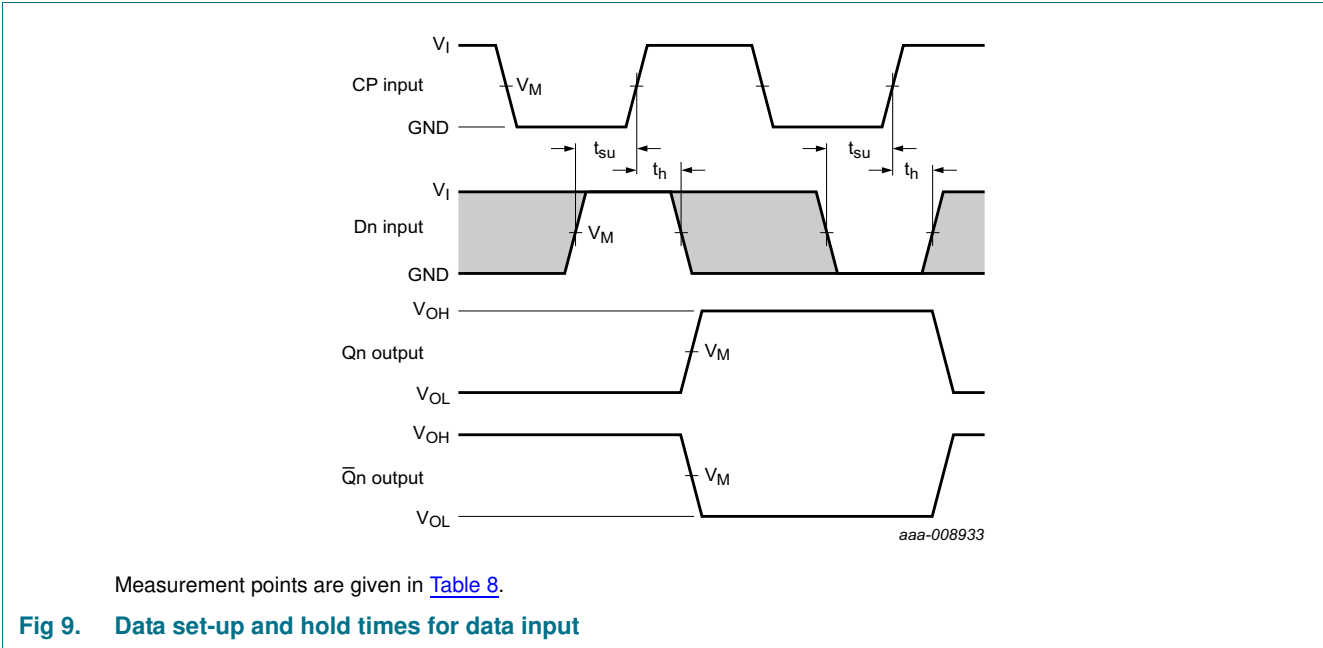 V_I
CP input
V_M
GND
t_su
t_su
t_h
t_h
V_I
Dn input
V_M
GND
V_OH
Qn output
V_M
V_OL
V_OH
Q̅n output
V_M
V_OL
aaa-008933
Measurement points are given in Table 8.
Fig 9. Data set-up and hold times for data input